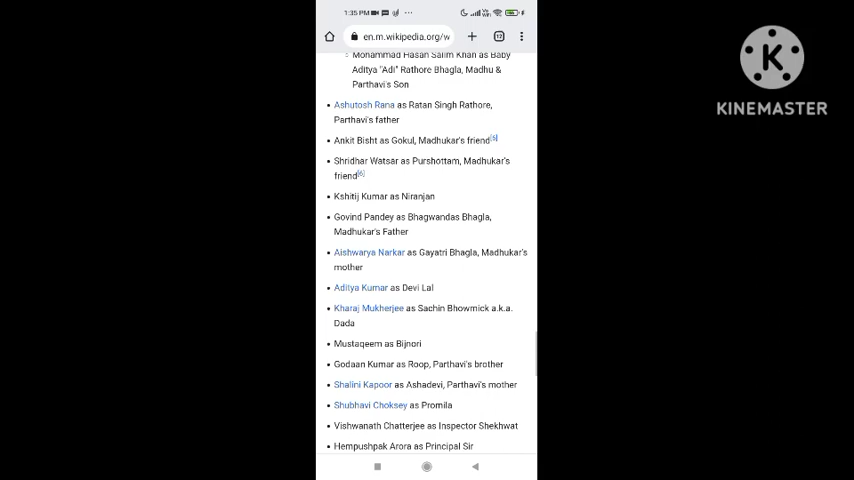 1:35 PM
en.m.wikipedia.org/w
12
Mohammad Hasan Salim Khan as Baby
Aditya "Adi" Rathore Bhagla, Madhu &
Parthavi's Son
Ashutosh Rana as Ratan Singh Rathore,
Parthavi's father
Ankit Bisht as Gokul, Madhukar's friend[5]
Shridhar Watsar as Purshottam, Madhukar's
friend[6]
Kshitij Kumar as Niranjan
Govind Pandey as Bhagwandas Bhagla,
Madhukar's Father
Aishwarya Narkar as Gayatri Bhagla, Madhukar's
mother
Aditya Kumar as Devi Lal
Kharaj Mukherjee as Sachin Bhowmick a.k.a.
Dada
Mustaqeem as Bijnori
Godaan Kumar as Roop, Parthavi's brother
Shalini Kapoor as Ashadevi, Parthavi's mother
Shubhavi Choksey as Promila
Vishwanath Chatterjee as Inspector Shekhwat
Hempushpak Arora as Principal Sir
K
KINEMASTER